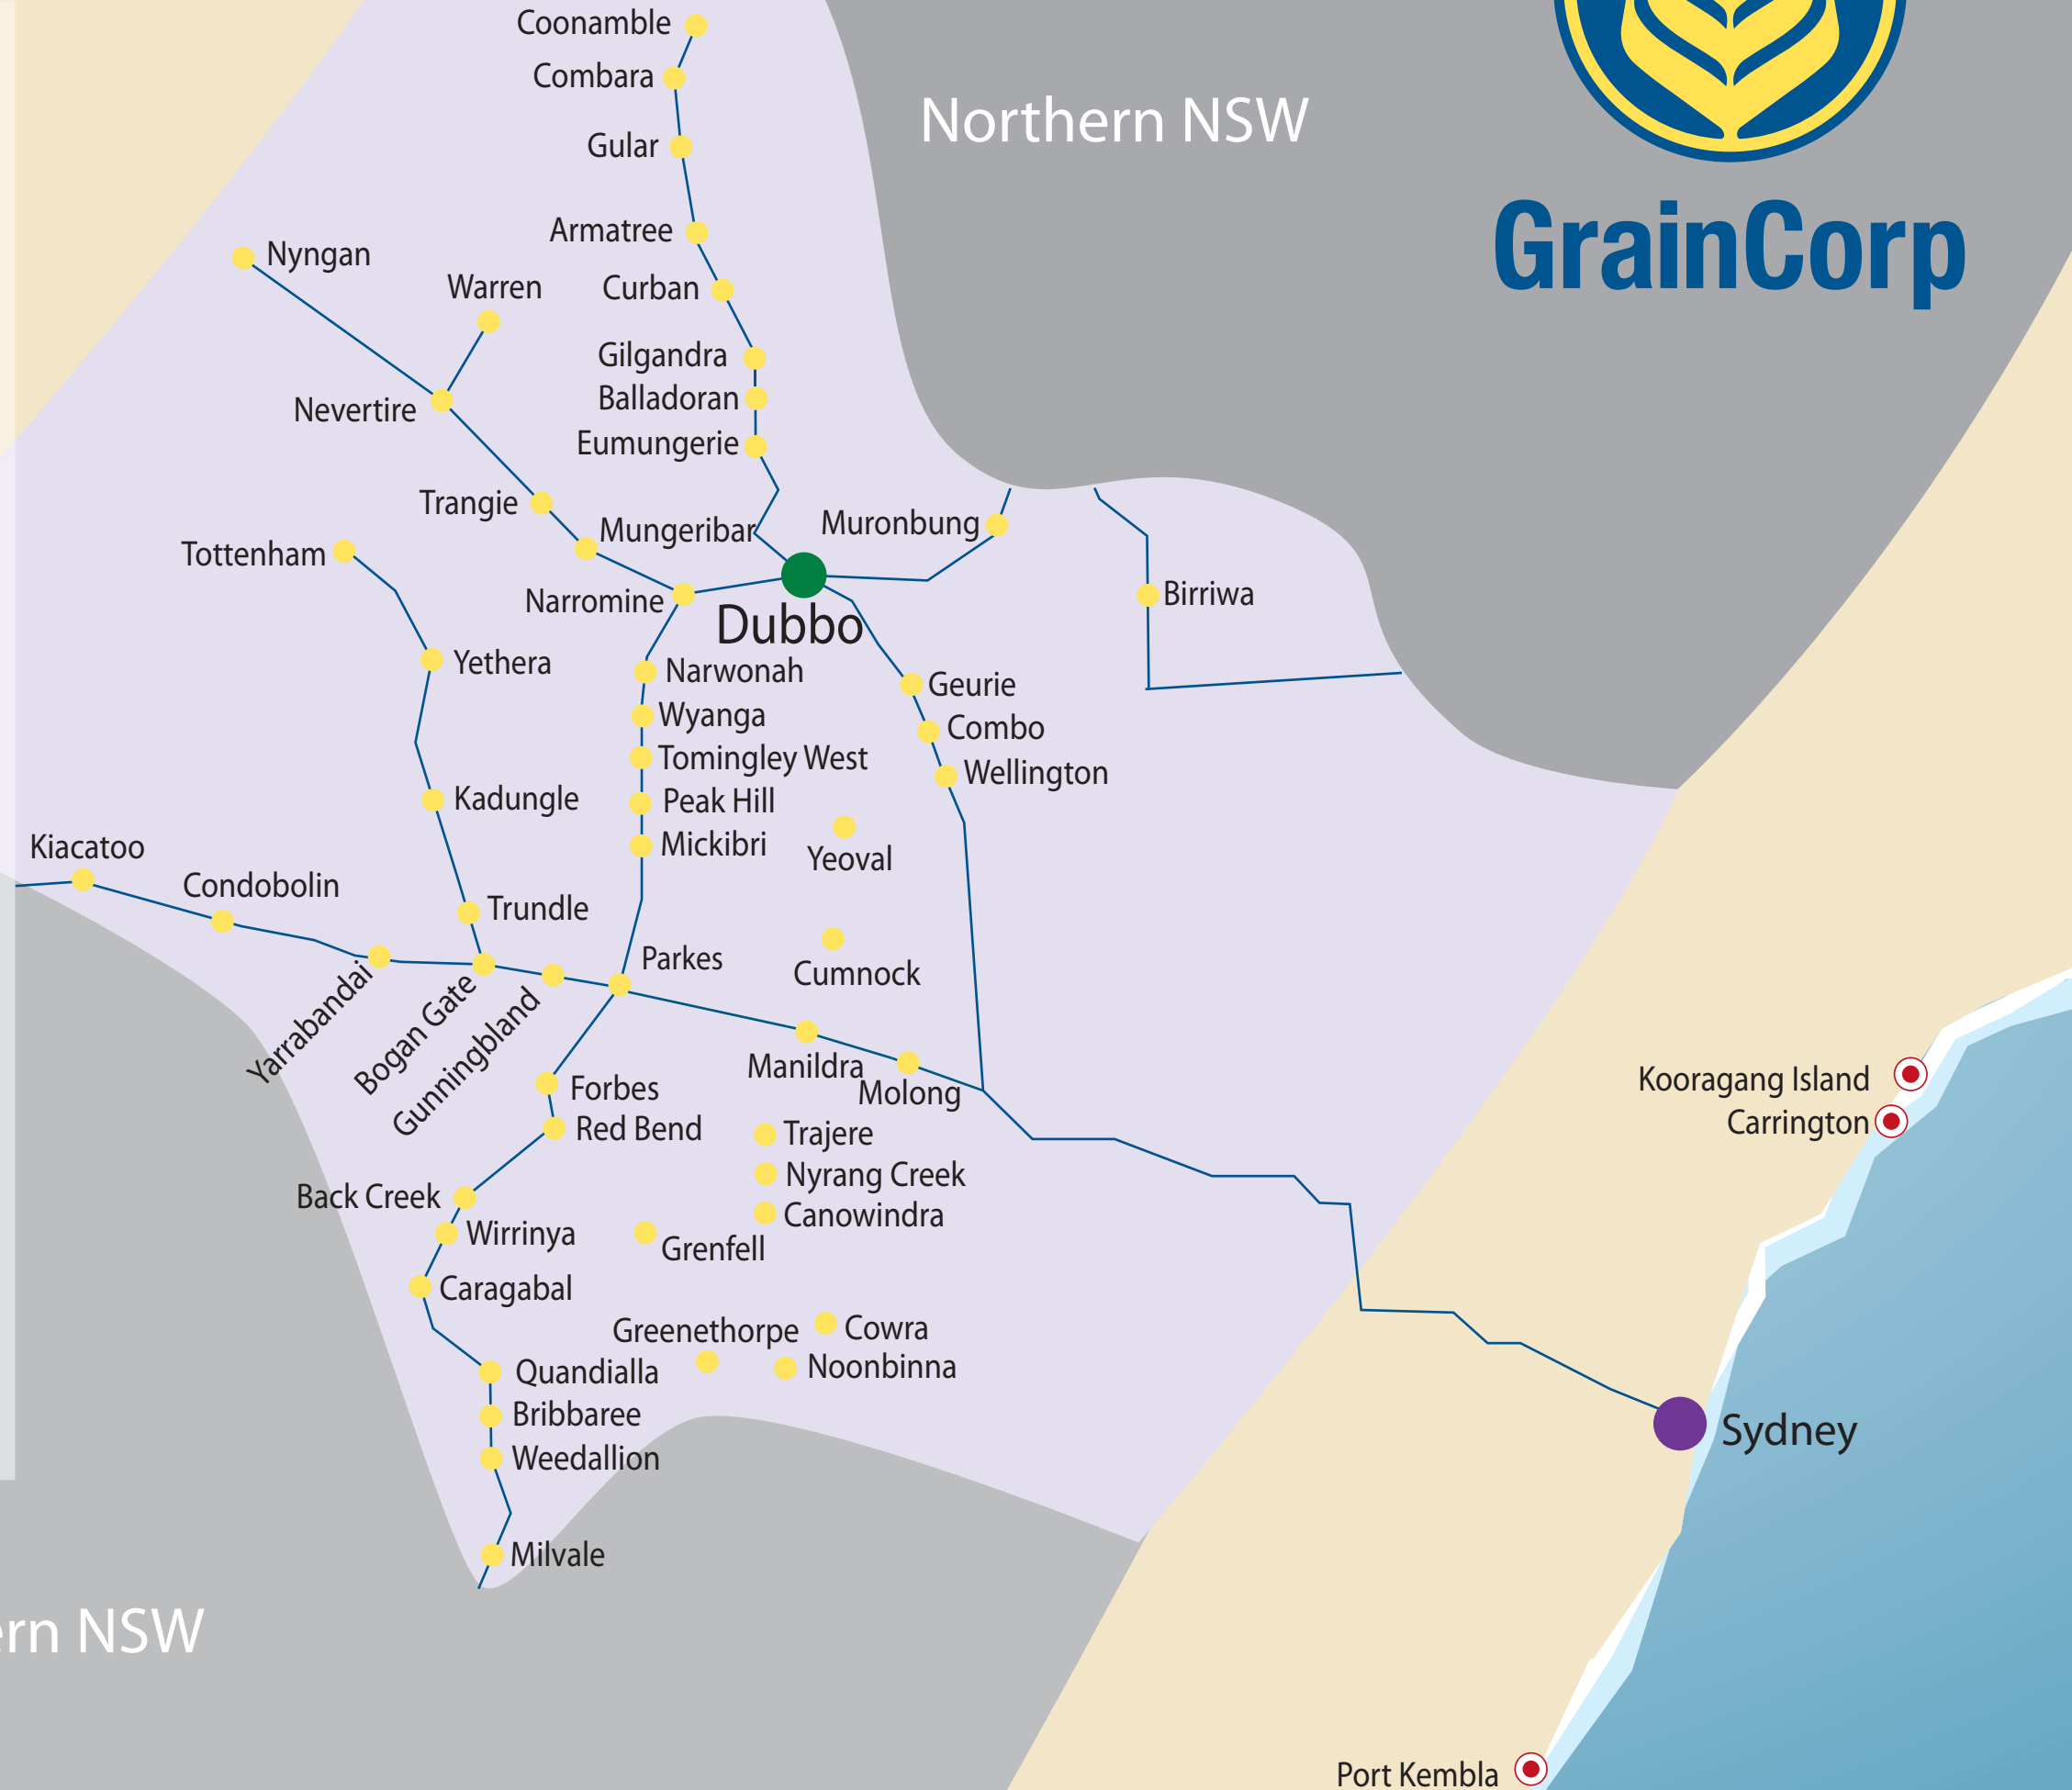 Coonamble
Combara
Northern NSW
Gular
GrainCorp
Armatree
Nyngan
Warren
Curban
Gilgandra
Balladoran
Nevertire
Eumungerie
Trangie
Mungeribar
Muronbung
Tottenham
Birriwa
Narromine
Dubbo
Yethera
Narwonah
Geurie
Wyanga
Combo
Tomingley West
Wellington
Kadungle
Peak Hill
Mickibri
Kiacatoo
Yeoval
Condobolin
Trundle
Parkes
Cumnock
Yarrabandai
Bogan Gate
Gunningbland
Manildra
Molong
Kooragang Island
Carrington
Forbes
Red Bend
Trajere
Nyrang Creek
Back Creek
Canowindra
Wirrinya
Grenfell
Caragabal
Greenethorpe
Cowra
Quandialla
Noonbinna
Bribbaree
Sydney
Weedallion
Milvale
ern NSW
Port Kembla